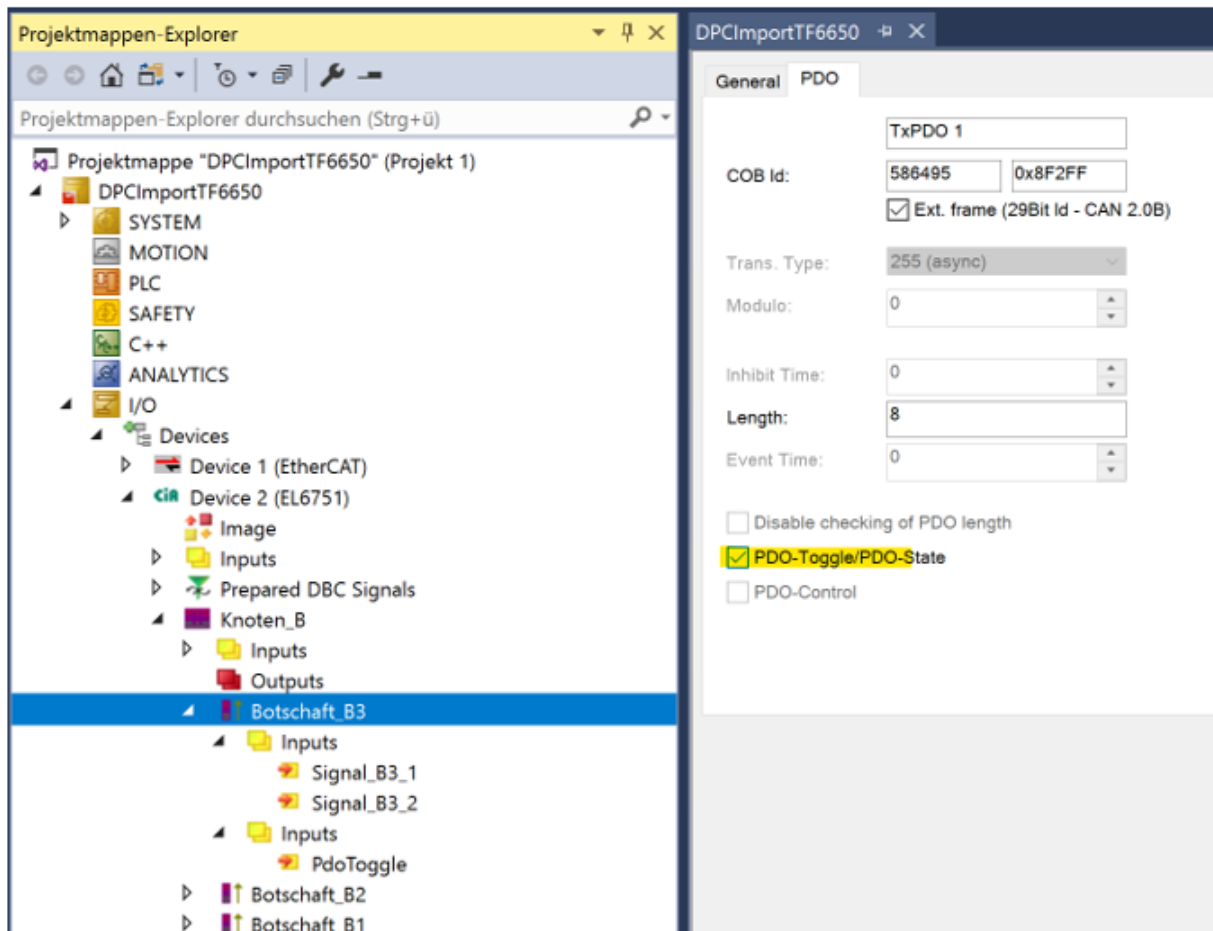 Projektmappen-Explorer
Projektmappen-Explorer durchsuchen (Strg+ü)
Projektmappe "DPCImportTF6650" (Projekt 1)
DPCImportTF6650
SYSTEM
MOTION
PLC
SAFETY
C++
ANALYTICS
I/O
Devices
Device 1 (EtherCAT)
CiA Device 2 (EL6751)
Image
Inputs
Prepared DBC Signals
Knoten_B
Inputs
Outputs
Botschaft_B3
Inputs
Signal_B3_1
Signal_B3_2
Inputs
PdoToggle
Botschaft_B2
Botschaft_B1
DPCImportTF6650
General PDO
TxPDO 1
COB Id: 586495 0x8F2FF
Ext. frame (29Bit Id - CAN 2.0B)
Trans. Type: 255 (async)
Modulo: 0
Inhibit Time: 0
Length: 8
Event Time: 0
Disable checking of PDO length
PDO-Toggle/PDO-State
PDO-Control